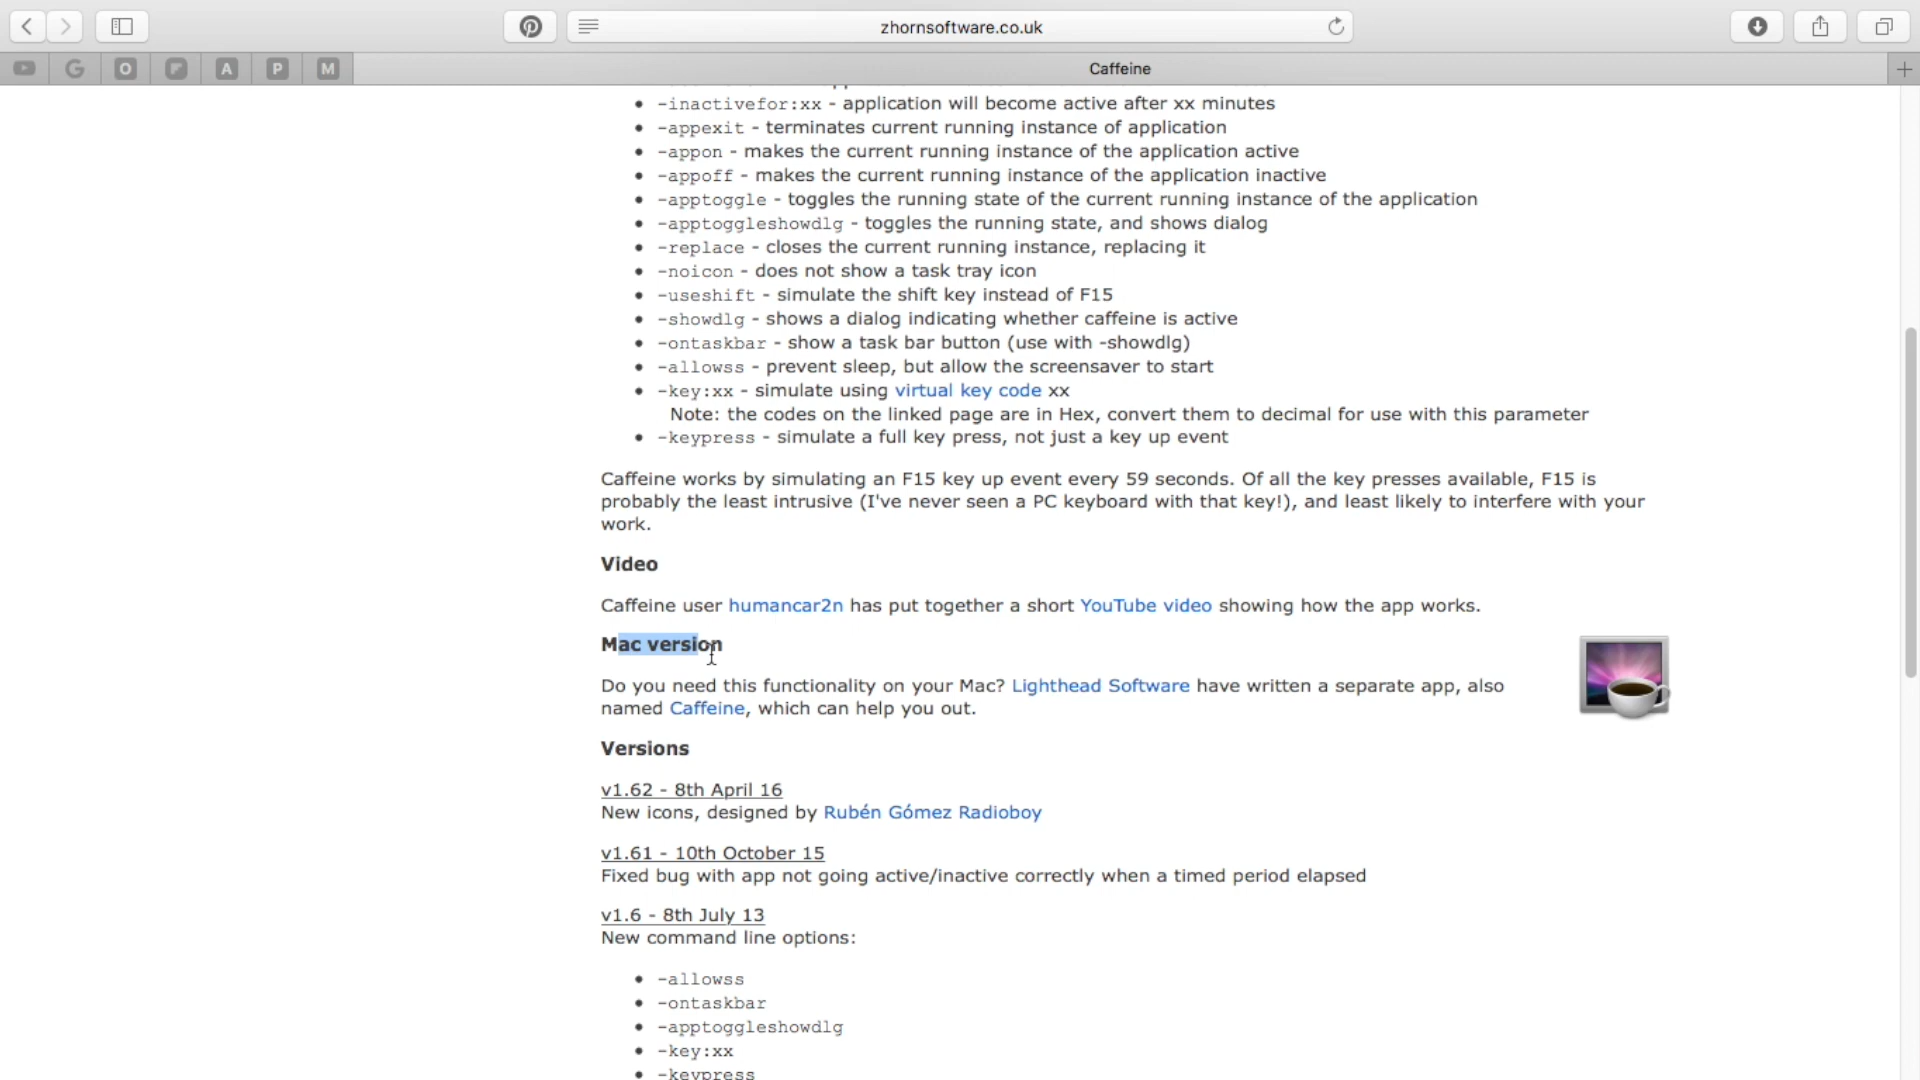 zhornsoftware.co.uk
G O A P M Caffeine
-inactivefor:xx - application will become active after xx minutes
-appexit - terminates current running instance of application
-appon - makes the current running instance of the application active
-appoff - makes the current running instance of the application inactive
-apptoggle - toggles the running state of the current running instance of the application
-apptoggleshowdlg - toggles the running state, and shows dialog
-replace - closes the current running instance, replacing it
-noicon - does not show a task tray icon
-useshift - simulate the shift key instead of F15
-showdlg - shows a dialog indicating whether caffeine is active
-ontaskbar - show a task bar button (use with -showdlg)
-allowss - prevent sleep, but allow the screensaver to start
-key:xx - simulate using virtual key code xx
Note: the codes on the linked page are in Hex, convert them to decimal for use with this parameter
-keypress - simulate a full key press, not just a key up event
Caffeine works by simulating an F15 key up event every 59 seconds. Of all the key presses available, F15 is
probably the least intrusive (I've never seen a PC keyboard with that key!), and least likely to interfere with your
work.
Video
Caffeine user humancar2n has put together a short YouTube video showing how the app works.
Mac version
Do you need this functionality on your Mac? Lighthead Software have written a separate app, also
named Caffeine, which can help you out.
Versions
v1.62 - 8th April 16
New icons, designed by Rubén Gómez Radioboy
v1.61 - 10th October 15
Fixed bug with app not going active/inactive correctly when a timed period elapsed
v1.6 - 8th July 13
New command line options:
-allowss
-ontaskbar
-apptoggleshowdlg
-key:xx
-keypress